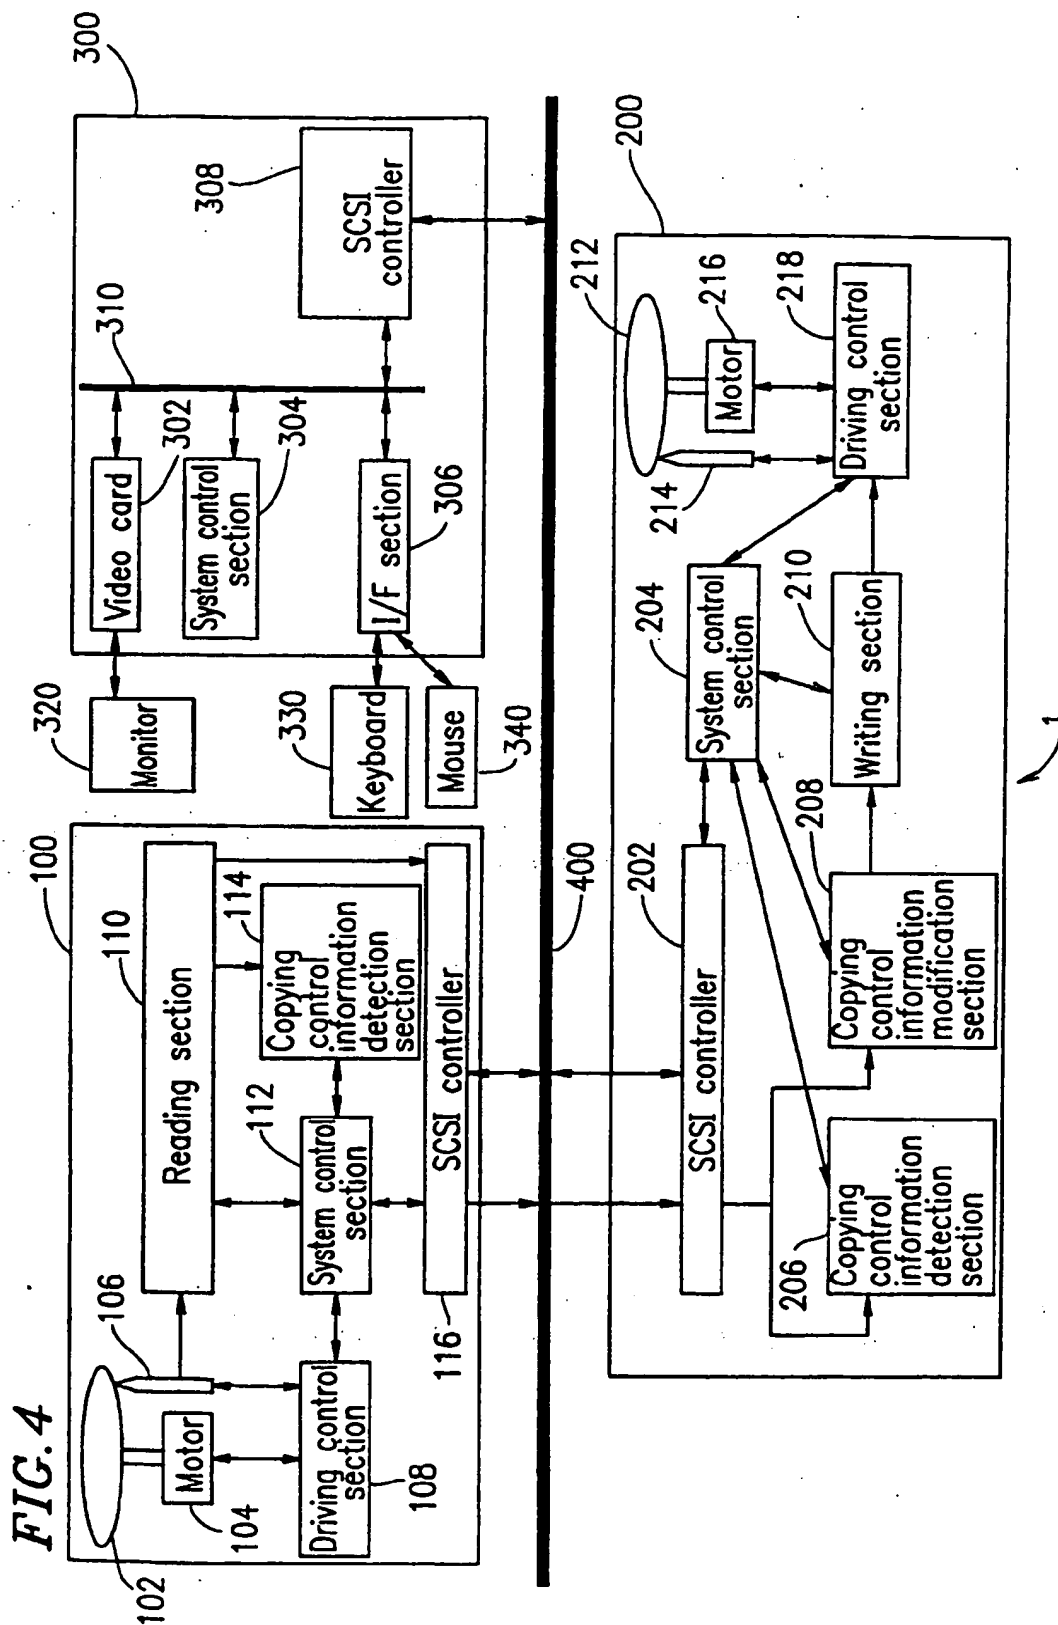 FIG.4
100
102
Motor
104
106
Reading section
110
Driving control
section
108
System control
section
112
Copying
control
information
detection
section
114
SCSI controller
116
300
Monitor
320
Video card
302
System control
section
304
310
Keyboard
330
Mouse
340
I/F section
306
SCSI
controller
308
400
200
SCSI controller
202
System control
section
204
Copying
control
information
detection
section
206
Copying
control
information
modification
section
208
Writing section
210
212
214
Motor
216
Driving control
section
218
1